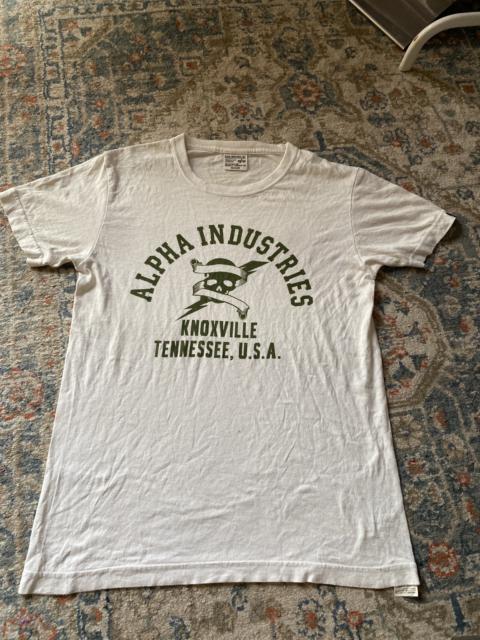 ALPHA INDUSTRIES
KNOXVILLE
TENNESSEE, U.S.A.